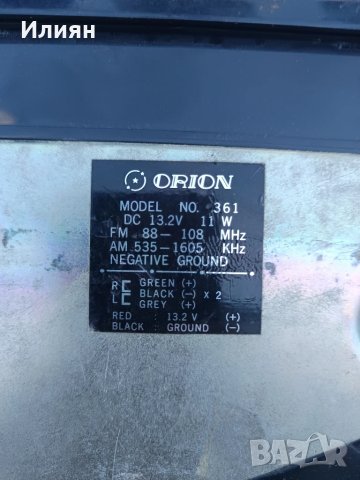 Илиян
ORION
MODEL NO. 361
DC 13.2V 11 W
FM 88- 108 MHz
AM 535-1605 KHz
NEGATIVE GROUND
R GREEN (+)
BLACK (-) x 2
L GREY (+)
RED : 13.2 V (+)
BLACK : GROUND (-)
BAZAR